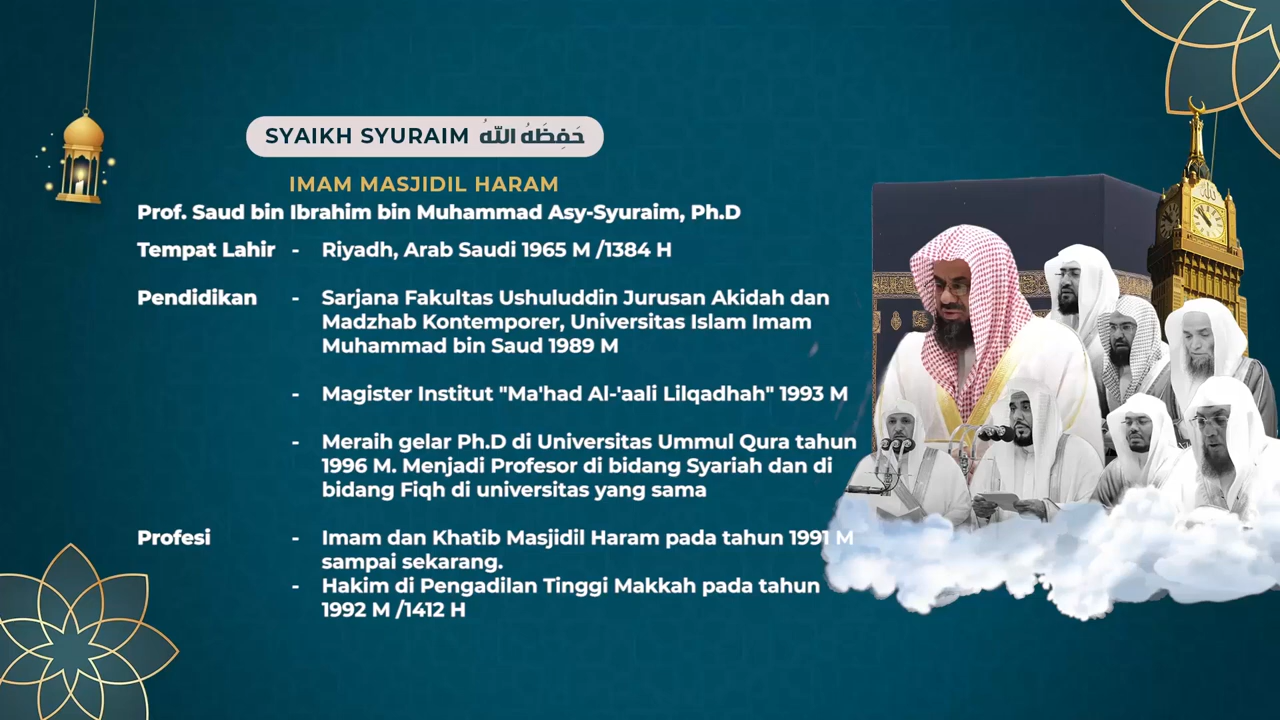 SYAIKH SYURAIM حَفِظَهُ اللّٰهُ
IMAM MASJIDIL HARAM
Prof. Saud bin Ibrahim bin Muhammad Asy-Syuraim, Ph.D
Tempat Lahir - Riyadh, Arab Saudi 1965 M /1384 H
Pendidikan - Sarjana Fakultas Ushuluddin Jurusan Akidah dan
Madzhab Kontemporer, Universitas Islam Imam
Muhammad bin Saud 1989 M
- Magister Institut "Ma'had Al-'aali Lilqadhah" 1993 M
- Meraih gelar Ph.D di Universitas Ummul Qura tahun
1996 M. Menjadi Profesor di bidang Syariah dan di
bidang Fiqh di universitas yang sama
Profesi - Imam dan Khatib Masjidil Haram pada tahun 1991 M
sampai sekarang.
- Hakim di Pengadilan Tinggi Makkah pada tahun
1992 M /1412 H